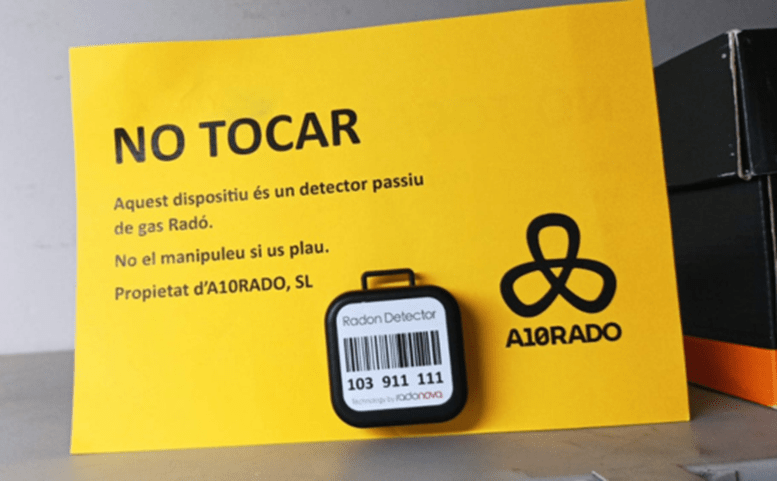 NO TOCAR
Aquest dispositiu és un detector passiu
de gas Radó.
No el manipuleu si us plau.
Propietat d'A10RADO, SL
A10RADO
Radon Detector
103 911 111
Technology by radonova